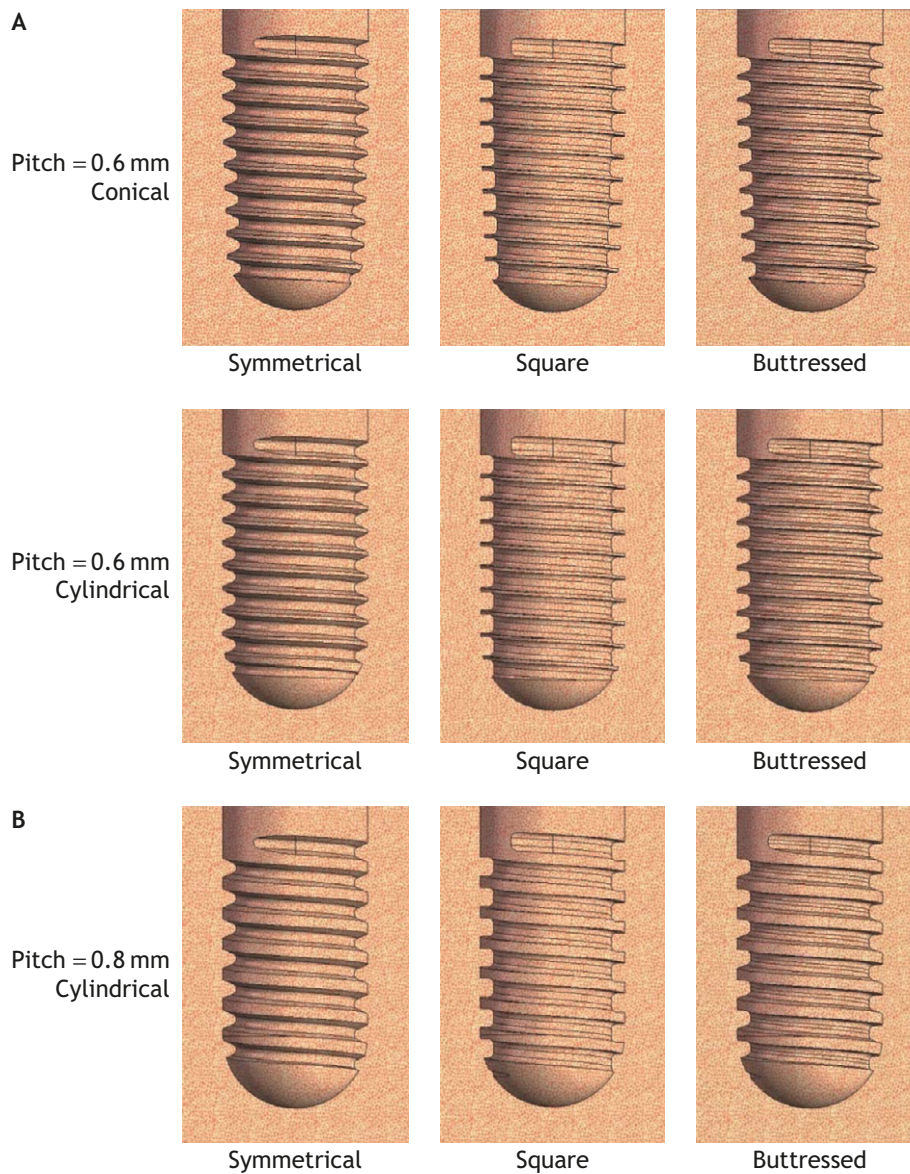 A
Pitch = 0.6 mm
Conical
Symmetrical Square Buttressed
Pitch = 0.6 mm
Cylindrical
Symmetrical Square Buttressed
B
Pitch = 0.8 mm
Cylindrical
Symmetrical Square Buttressed